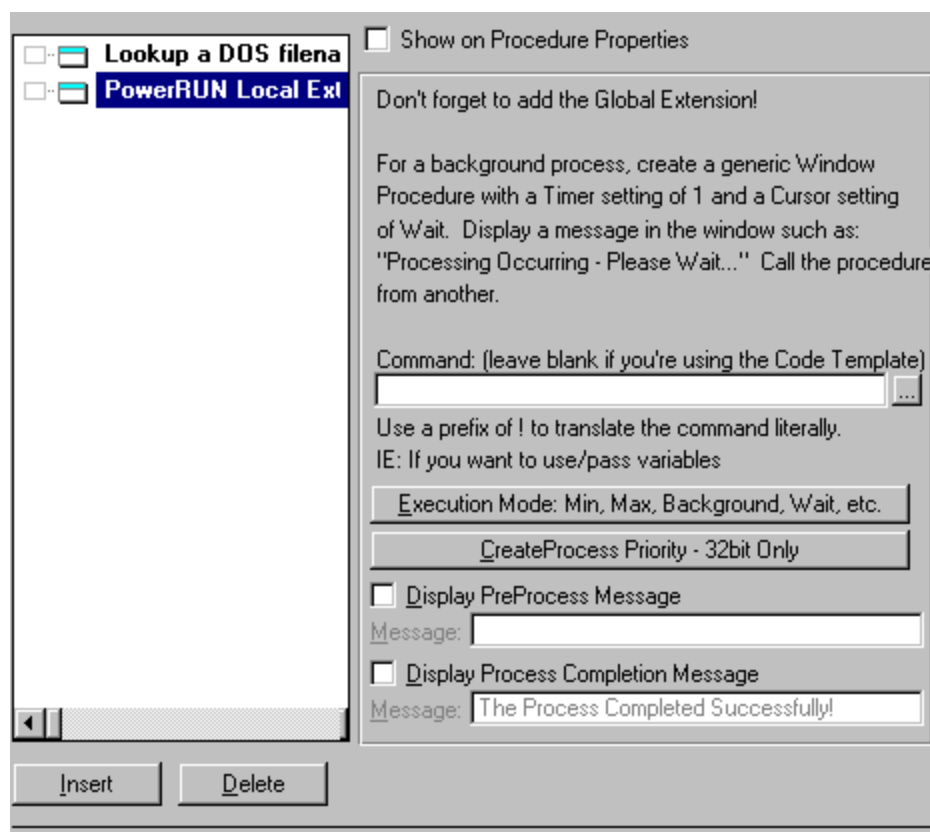 Lookup a DOS filena
PowerRUN Local Ext
Show on Procedure Properties
Don't forget to add the Global Extension!
For a background process, create a generic Window
Procedure with a Timer setting of 1 and a Cursor setting
of Wait.  Display a message in the window such as:
"Processing Occurring - Please Wait..."  Call the procedure
from another.
Command: (leave blank if you're using the Code Template)
...
Use a prefix of ! to translate the command literally.
IE: If you want to use/pass variables
Execution Mode: Min, Max, Background, Wait, etc.
CreateProcess Priority - 32bit Only
Display PreProcess Message
Message:
Display Process Completion Message
Message: The Process Completed Successfully!
Insert Delete